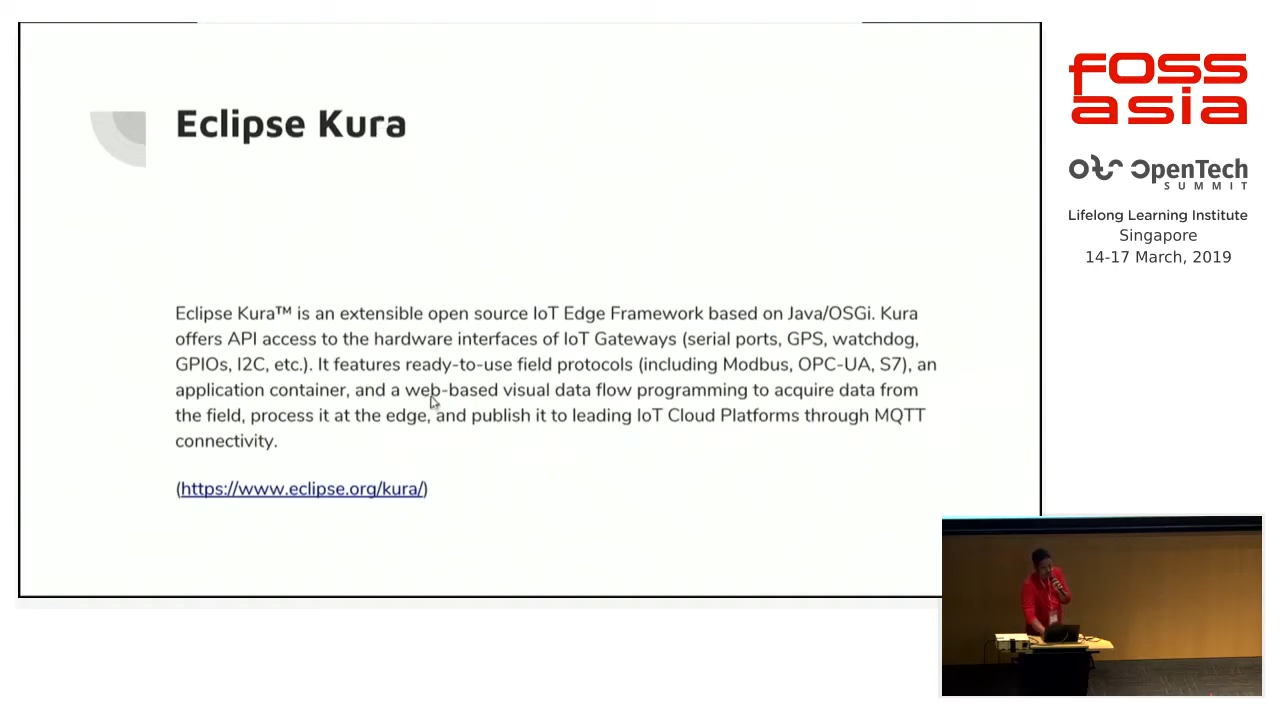 Eclipse Kura
Eclipse Kura™ is an extensible open source IoT Edge Framework based on Java/OSGi. Kura
offers API access to the hardware interfaces of IoT Gateways (serial ports, GPS, watchdog,
GPIOs, I2C, etc.). It features ready-to-use field protocols (including Modbus, OPC-UA, S7), an
application container, and a web-based visual data flow programming to acquire data from
the field, process it at the edge, and publish it to leading IoT Cloud Platforms through MQTT
connectivity.
(https://www.eclipse.org/kura/)
FOSS
asia
OpenTech
SUMMIT
Lifelong Learning Institute
Singapore
14-17 March, 2019